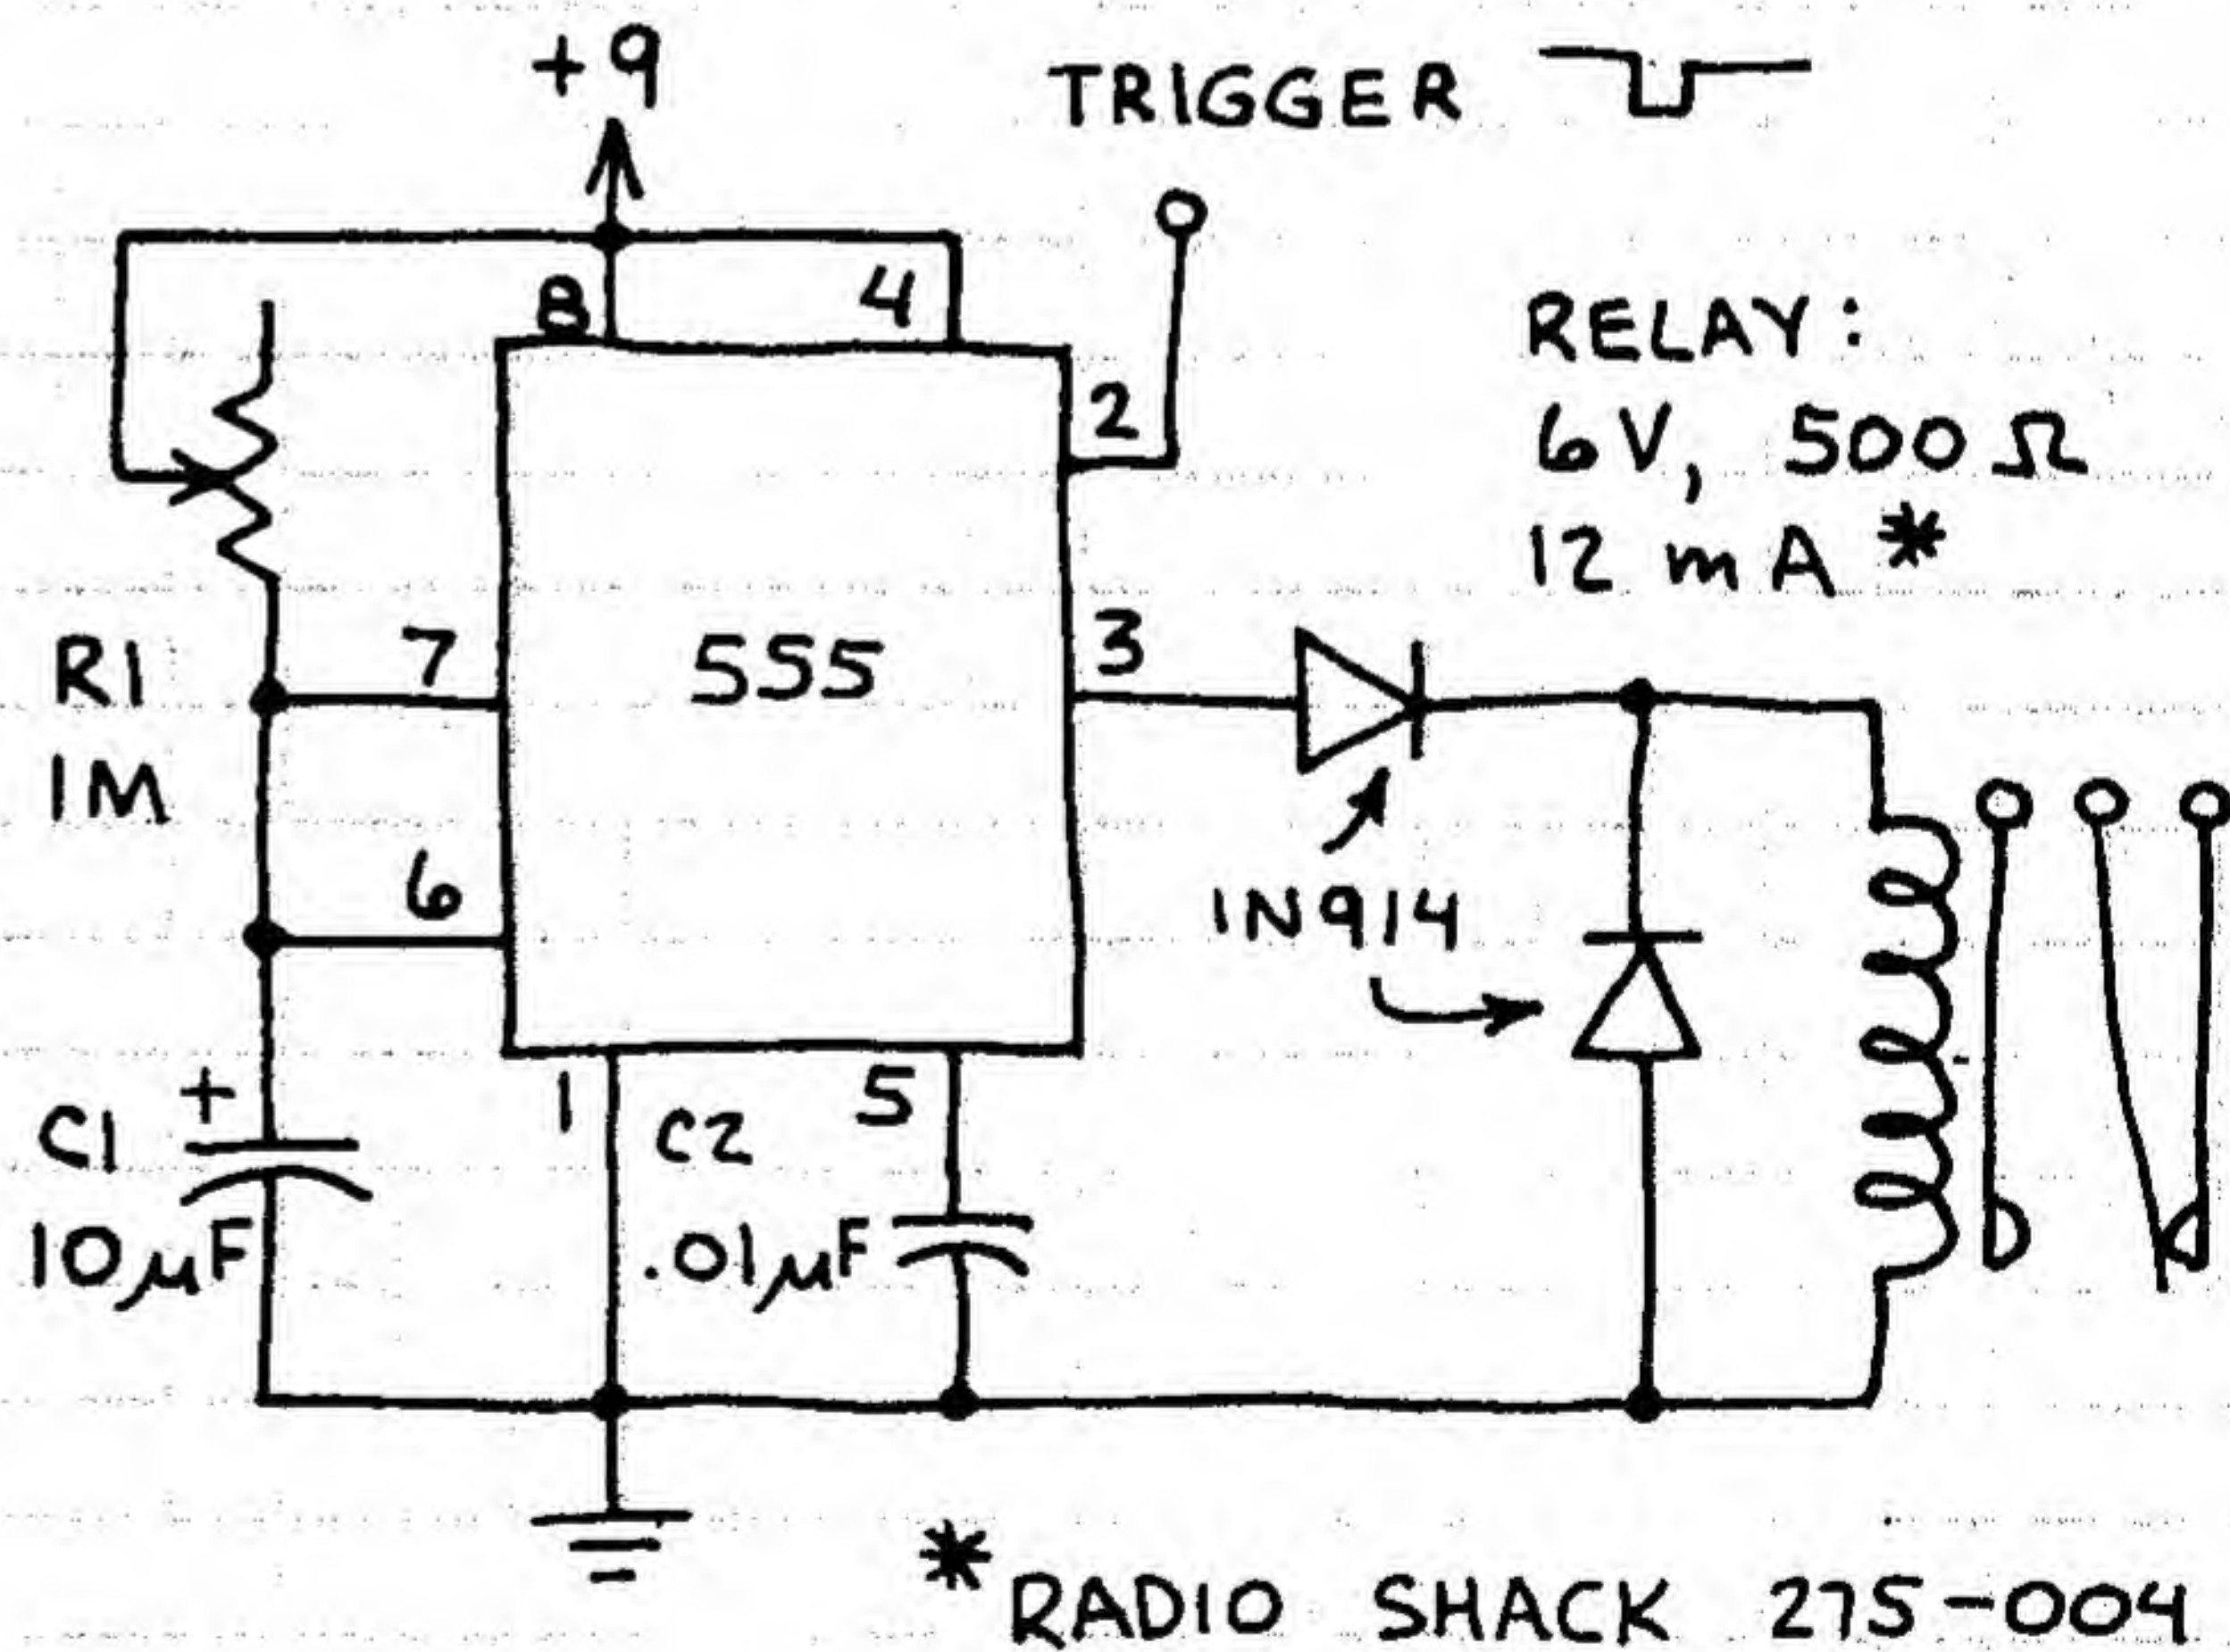 +9
TRIGGER
8
4
2
RELAY:
6V, 500 Ω
12 mA *
R1
1M
7
555
3
6
1N914
C1
+
10µF
1
C2
.01µF
5
*RADIO SHACK 275-004